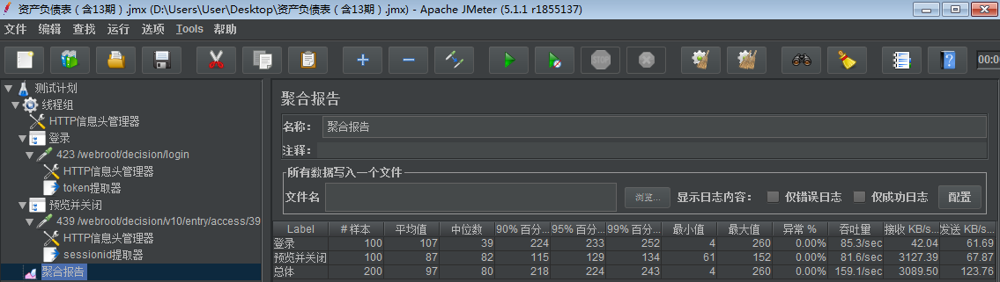 资产负债表（含13期）.jmx (D:\Users\User\Desktop\资产负债表（含13期）.jmx) - Apache JMeter (5.1.1 r1855137)
文件 编辑 查找 运行 选项 Tools 帮助
STOP
00:0
测试计划
线程组
HTTP信息头管理器
登录
423 /webroot/decision/login
HTTP信息头管理器
token提取器
预览并关闭
439 /webroot/decision/v10/entry/access/39
HTTP信息头管理器
sessionid提取器
聚合报告
聚合报告
名称： 聚合报告
注释：
所有数据写入一个文件
文件名 浏览... 显示日志内容： 仅错误日志 仅成功日志 配置
Label # 样本 平均值 中位数 90% 百分... 95% 百分... 99% 百分... 最小值 最大值 异常 % 吞吐量 接收 KB/s... 发送 KB/s...
登录 100 107 39 224 233 252 4 260 0.00% 85.3/sec 42.04 61.69
预览并关闭 100 87 82 115 129 134 61 152 0.00% 81.6/sec 3127.39 67.87
总体 200 97 80 218 224 243 4 260 0.00% 159.1/sec 3089.50 123.76